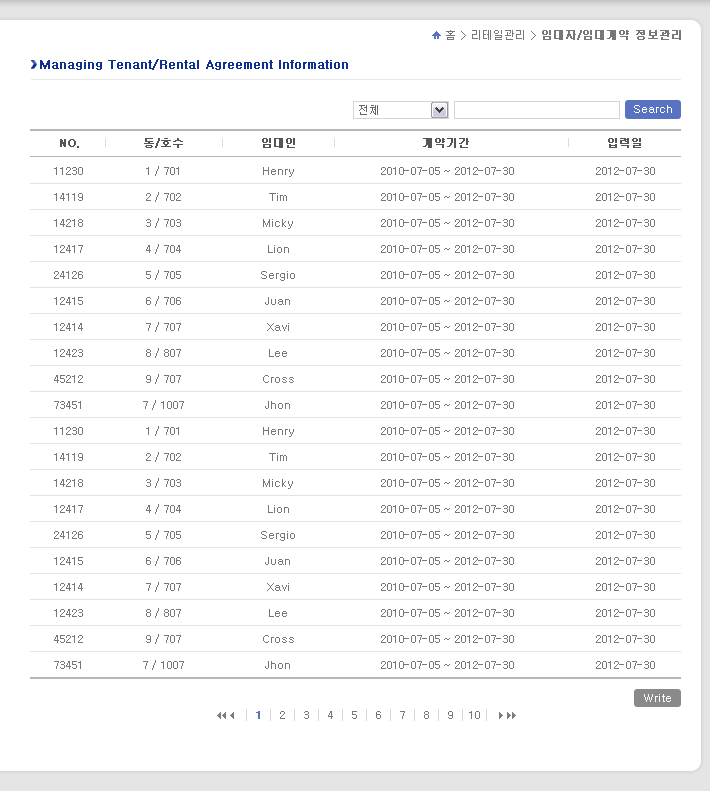 홈 > 리테일관리 > 임대자/임대계약 정보관리
Managing Tenant/Rental Agreement Information
전체 Search
NO. 동/호수 임대인 계약기간 입력일
11230 1 / 701 Henry 2010-07-05 ~ 2012-07-30 2012-07-30
14119 2 / 702 Tim 2010-07-05 ~ 2012-07-30 2012-07-30
14218 3 / 703 Micky 2010-07-05 ~ 2012-07-30 2012-07-30
12417 4 / 704 Lion 2010-07-05 ~ 2012-07-30 2012-07-30
24126 5 / 705 Sergio 2010-07-05 ~ 2012-07-30 2012-07-30
12415 6 / 706 Juan 2010-07-05 ~ 2012-07-30 2012-07-30
12414 7 / 707 Xavi 2010-07-05 ~ 2012-07-30 2012-07-30
12423 8 / 807 Lee 2010-07-05 ~ 2012-07-30 2012-07-30
45212 9 / 707 Cross 2010-07-05 ~ 2012-07-30 2012-07-30
73451 7 / 1007 Jhon 2010-07-05 ~ 2012-07-30 2012-07-30
11230 1 / 701 Henry 2010-07-05 ~ 2012-07-30 2012-07-30
14119 2 / 702 Tim 2010-07-05 ~ 2012-07-30 2012-07-30
14218 3 / 703 Micky 2010-07-05 ~ 2012-07-30 2012-07-30
12417 4 / 704 Lion 2010-07-05 ~ 2012-07-30 2012-07-30
24126 5 / 705 Sergio 2010-07-05 ~ 2012-07-30 2012-07-30
12415 6 / 706 Juan 2010-07-05 ~ 2012-07-30 2012-07-30
12414 7 / 707 Xavi 2010-07-05 ~ 2012-07-30 2012-07-30
12423 8 / 807 Lee 2010-07-05 ~ 2012-07-30 2012-07-30
45212 9 / 707 Cross 2010-07-05 ~ 2012-07-30 2012-07-30
73451 7 / 1007 Jhon 2010-07-05 ~ 2012-07-30 2012-07-30
Write
1 2 3 4 5 6 7 8 9 10